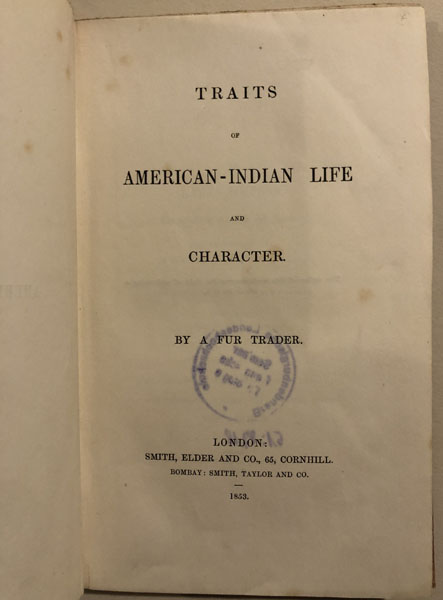 TRAITS
OF
AMERICAN-INDIAN LIFE
AND
CHARACTER.
BY A FUR TRADER.
LONDON:
SMITH, ELDER AND CO., 65, CORNHILL.
BOMBAY: SMITH, TAYLOR AND CO.
1853.